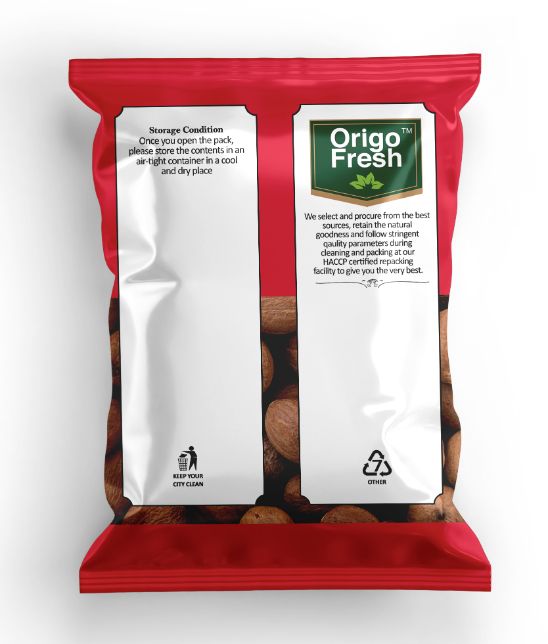 Storage Condition
Once you open the pack,
please store the contents in an
air-tight container in a cool
and dry place
KEEP YOUR
CITY CLEAN
Origo™
Fresh
We select and procure from the best
sources, retain the natural
goodness and follow stringent
qaulity parameters during
cleaning and packing at our
HACCP certified repacking
facility to give you the very best.
7
OTHER